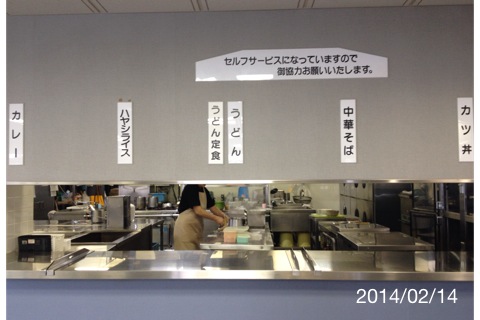 セルフサービスになっていますので
御協力お願いいたします。
カレー
ハヤシライス
うどん定食
うどん
中華そば
カツ丼
2014/02/14